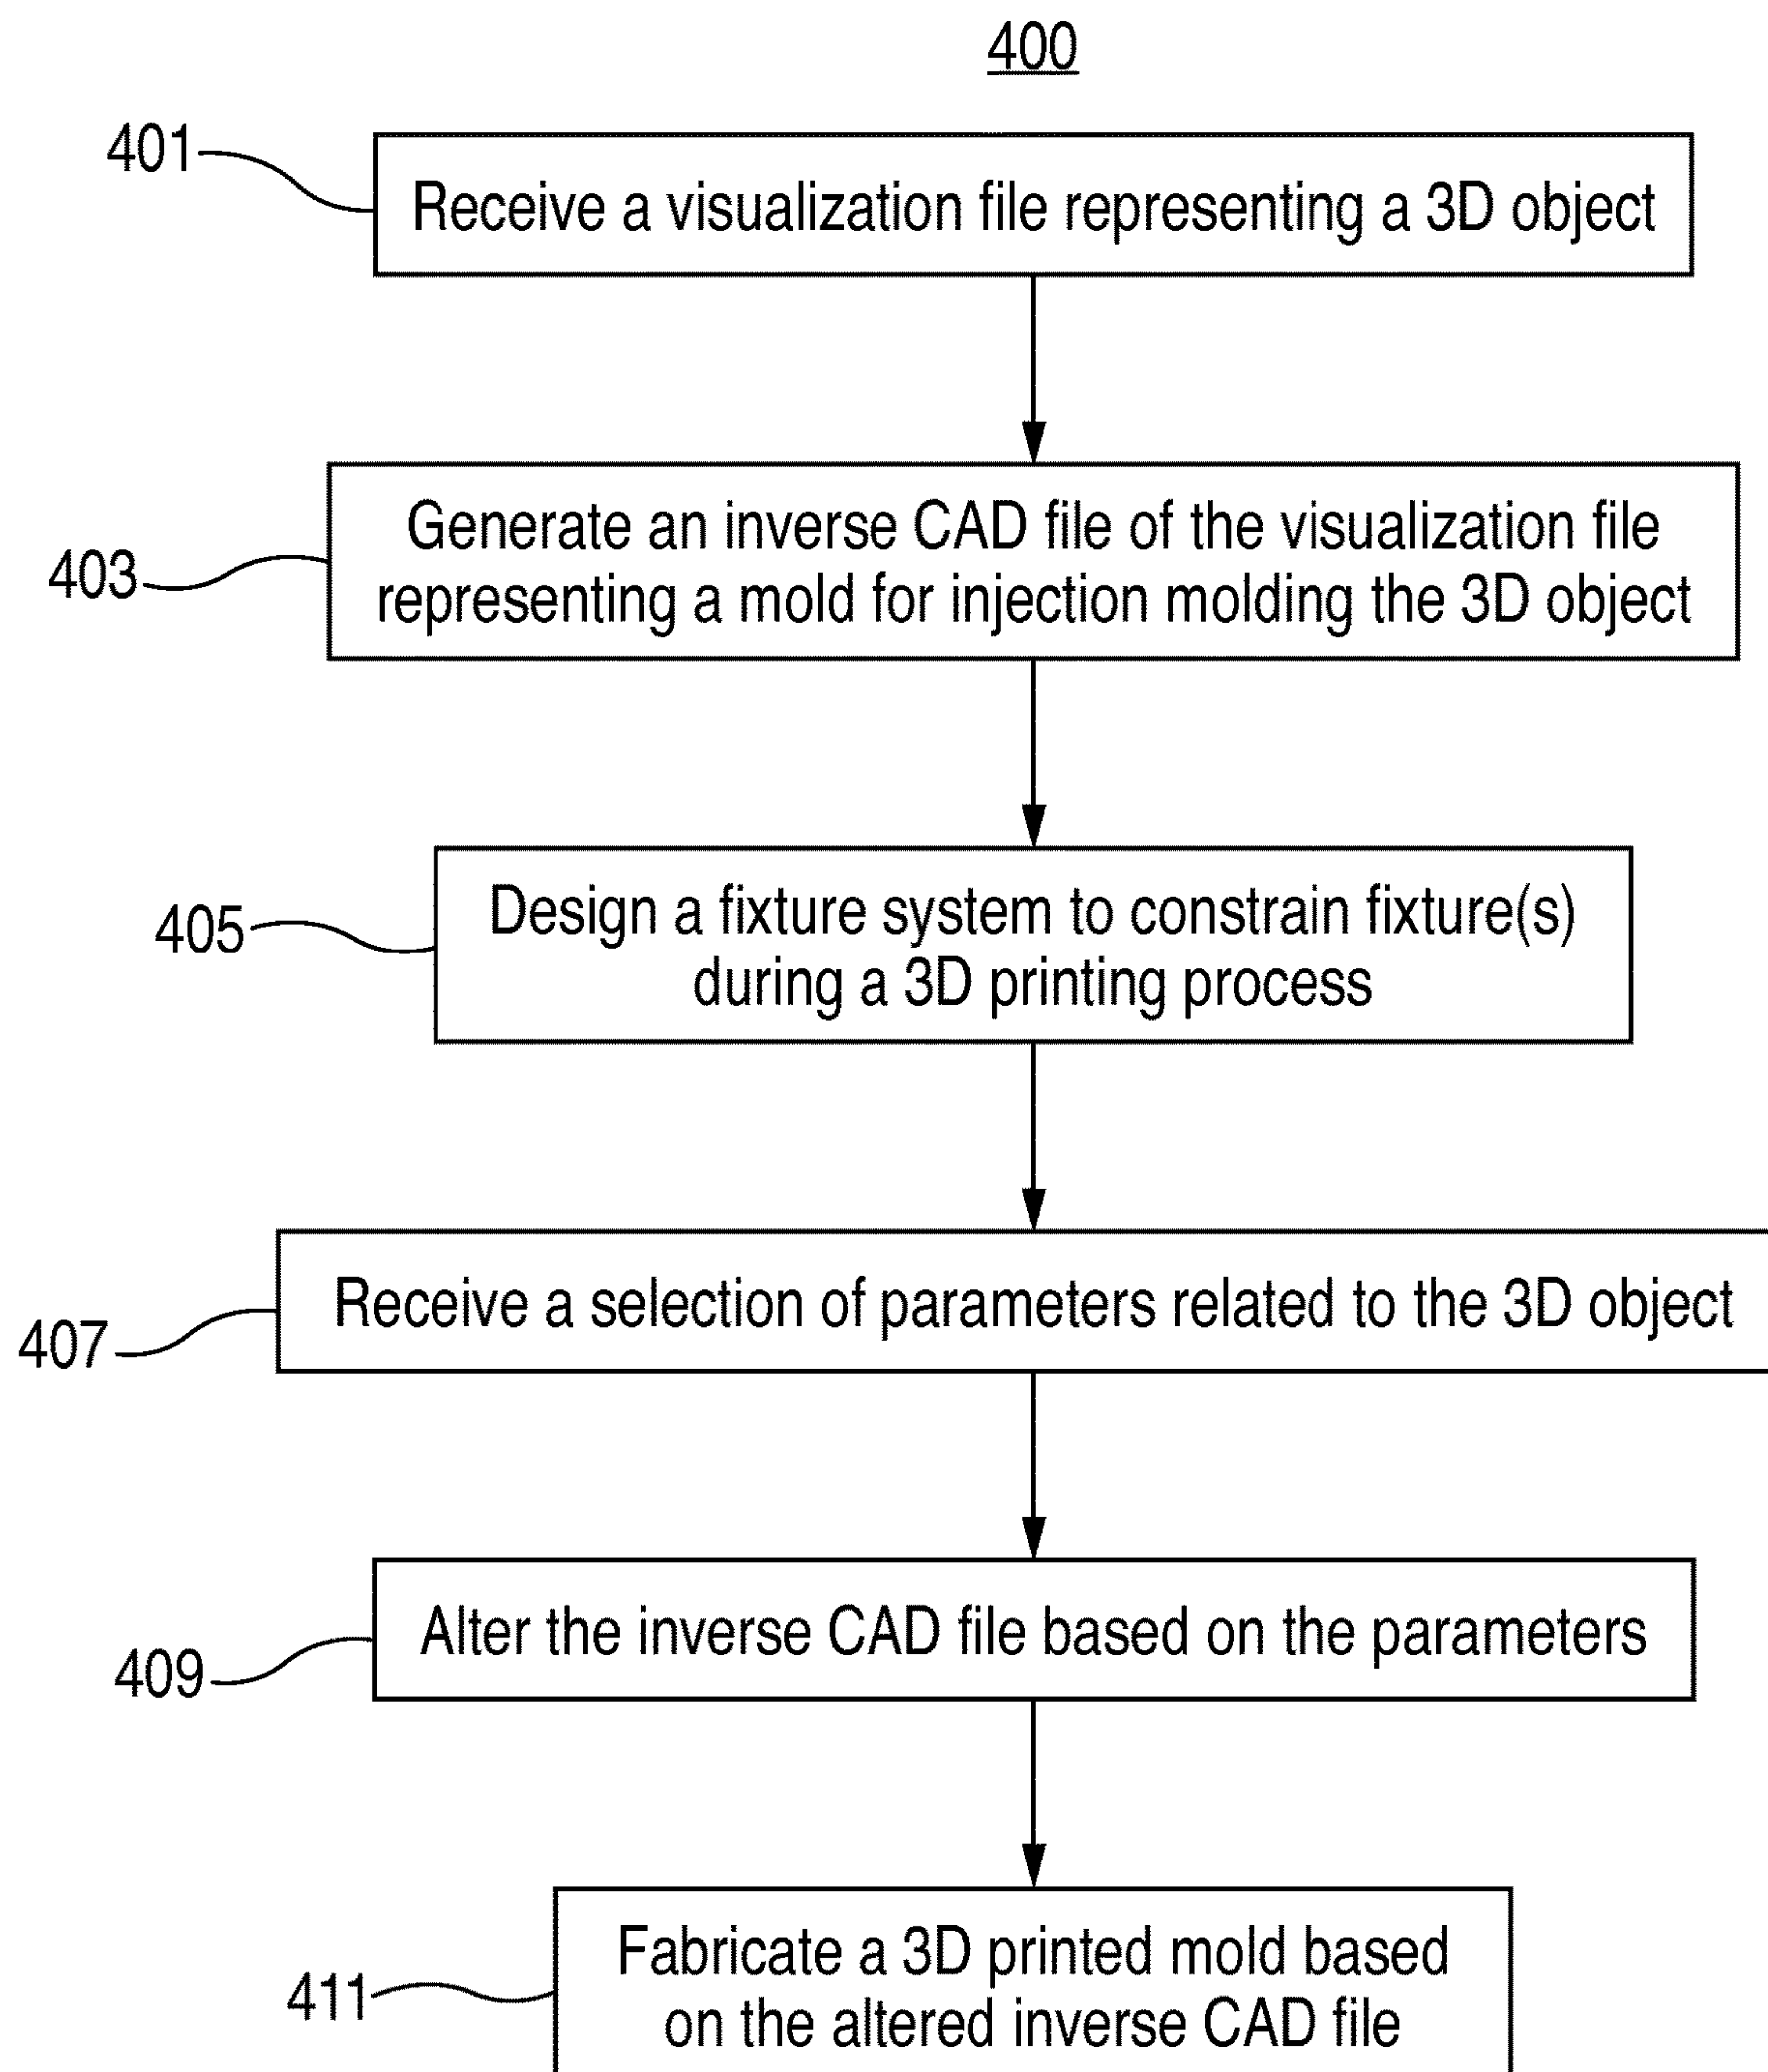 400
401
Receive a visualization file representing a 3D object
403
Generate an inverse CAD file of the visualization file
representing a mold for injection molding the 3D object
405
Design a fixture system to constrain fixture(s)
during a 3D printing process
407
Receive a selection of parameters related to the 3D object
409
Alter the inverse CAD file based on the parameters
411
Fabricate a 3D printed mold based
on the altered inverse CAD file